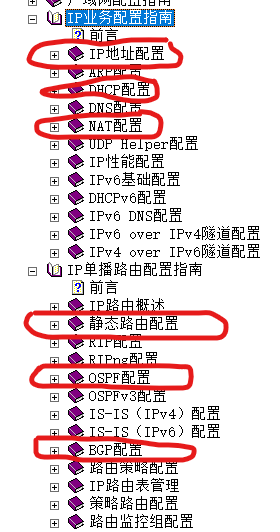 广域网配置指南
IP业务配置指南
前言
IP地址配置
ARP配置
DHCP配置
DNS配置
NAT配置
UDP Helper配置
IP性能配置
IPv6基础配置
DHCPv6配置
IPv6 DNS配置
IPv6 over IPv4隧道配置
IPv4 over IPv6隧道配置
IP单播路由配置指南
前言
IP路由概述
静态路由配置
RIP配置
RIPng配置
OSPF配置
OSPFv3配置
IS-IS（IPv4）配置
IS-IS（IPv6）配置
BGP配置
路由策略配置
IP路由表管理
策略路由配置
路由监控组配置